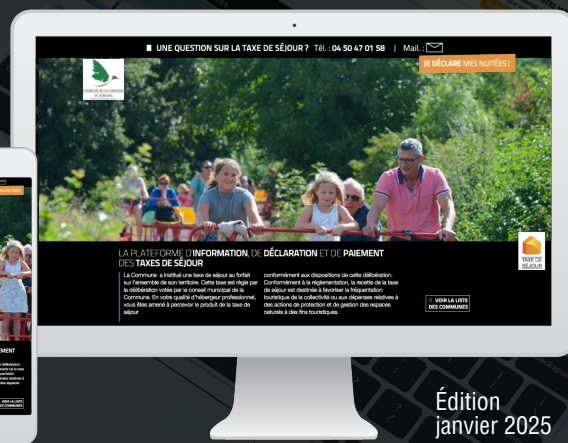 UNE QUESTION SUR LA TAXE DE SÉJOUR ? Tél. : 04 50 47 01 58 | Mail. :
JE DÉCLARE MES NUITÉES !
LA PLATEFORME D'INFORMATION, DE DÉCLARATION ET DE PAIEMENT
DES TAXES DE SÉJOUR
La Commune a institué une taxe de séjour au forfait
sur l'ensemble de son territoire. Cette taxe est régie par
la délibération votée par le conseil municipal de la
Commune. En votre qualité d'hébergeur professionnel,
vous êtes amené à percevoir le produit de la taxe de
séjour
conformément aux dispositions de cette délibération.
Conformément à la réglementation, la recette de la taxe
de séjour est destinée à favoriser la fréquentation
touristique de la collectivité ou aux dépenses relatives à
des actions de protection et de gestion des espaces
naturels à des fins touristiques.
VOIR LA LISTE
DES COMMUNES
TAXE DE
SÉJOUR
Édition
janvier 2025